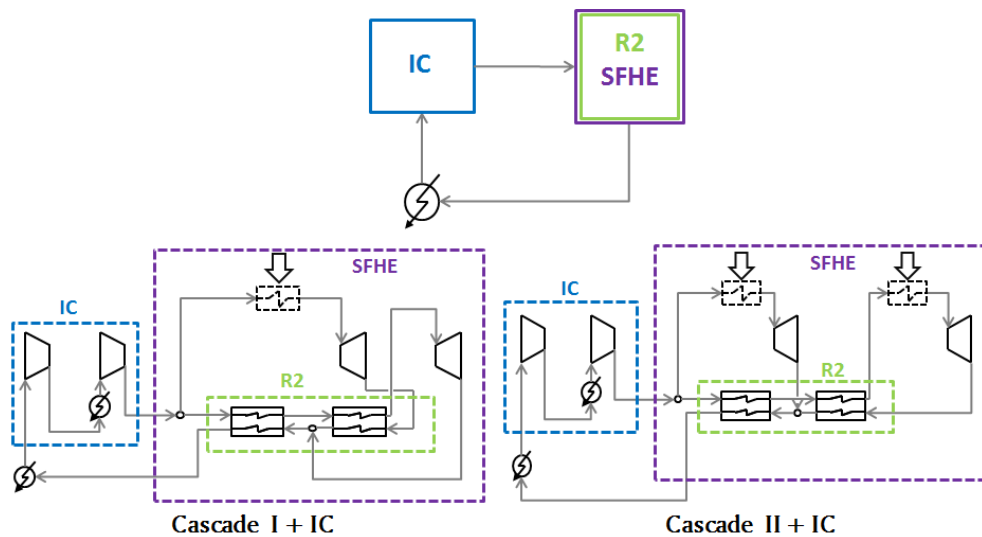 IC
R2
SFHE
SFHE
IC
R2
Cascade I + IC
SFHE
IC
R2
Cascade II + IC